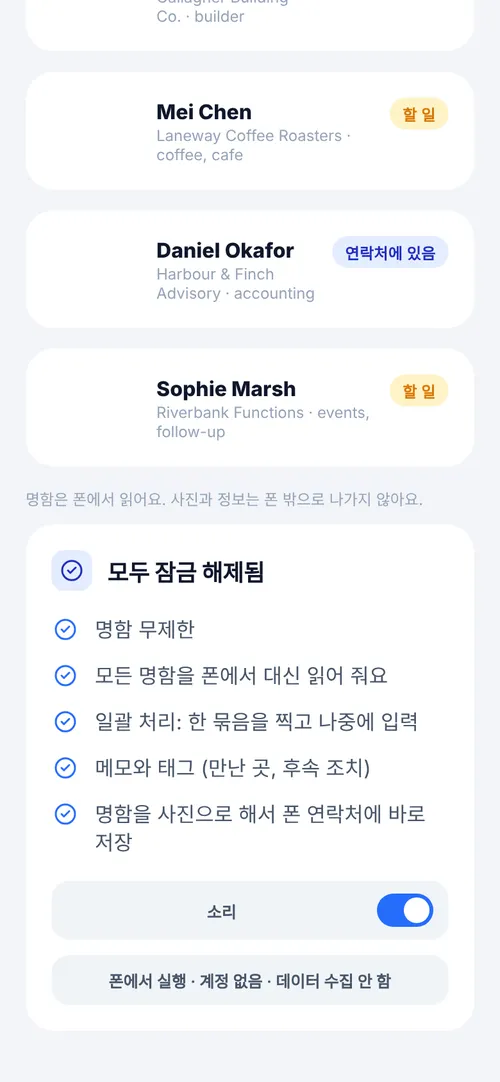 Gallagher Building
Co. · builder
Mei Chen
할 일
Laneway Coffee Roasters ·
coffee, cafe
Daniel Okafor
연락처에 있음
Harbour & Finch
Advisory · accounting
Sophie Marsh
할 일
Riverbank Functions · events,
follow-up
명함은 폰에서 읽어요. 사진과 정보는 폰 밖으로 나가지 않아요.
모두 잠금 해제됨
명함 무제한
모든 명함을 폰에서 대신 읽어 줘요
일괄 처리: 한 묶음을 찍고 나중에 입력
메모와 태그 (만난 곳, 후속 조치)
명함을 사진으로 해서 폰 연락처에 바로
저장
소리
폰에서 실행 · 계정 없음 · 데이터 수집 안 함